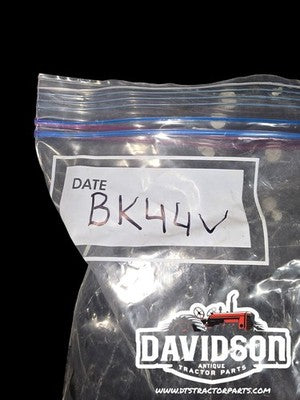 DATE
BK44V
DAVIDSON
ANTIQUE
TRACTOR PARTS
WWW.DTSTRACTORPARTS.COM